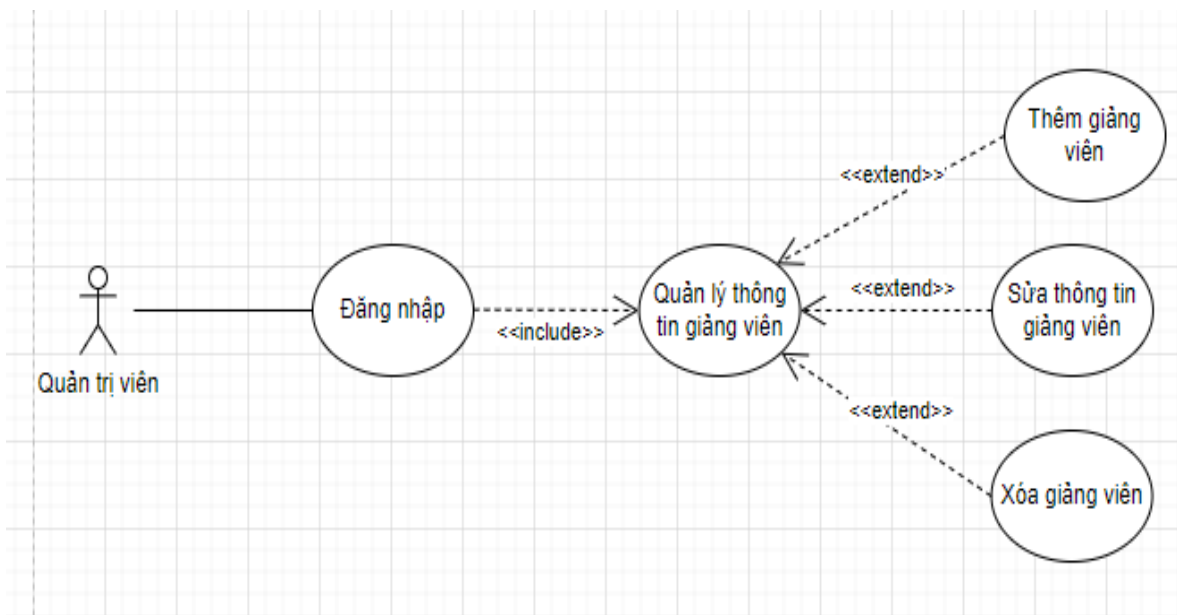 Thêm giảng
viên
<<extend>>
Quản lý thông
tin giảng viên
<<extend>>
Sửa thông tin
giảng viên
Đăng nhập
<<include>>
Quản trị viên
<<extend>>
Xóa giảng viên